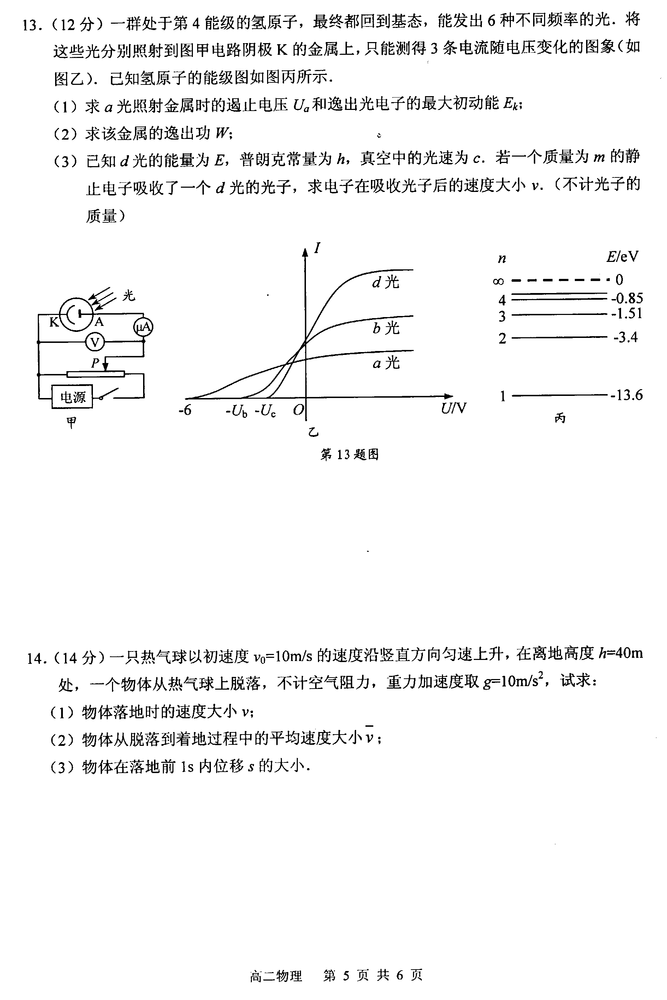 13.（12 分）一群处于第 4 能级的氢原子，最终都回到基态，能发出 6 种不同频率的光．将
这些光分别照射到图甲电路阴极 K 的金属上，只能测得 3 条电流随电压变化的图象（如
图乙）．已知氢原子的能级图如图丙所示．
（1）求 a 光照射金属时的遏止电压 Uₐ和逸出光电子的最大初动能 Eₖ;
（2）求该金属的逸出功 W;
（3）已知 d 光的能量为 E，普朗克常量为 h，真空中的光速为 c．若一个质量为 m 的静
止电子吸收了一个 d 光的光子，求电子在吸收光子后的速度大小 v.（不计光子的
质量）
光
K
A
μA
V
P
电源
甲
I
d 光
b 光
a 光
-6 -Ub -Uc O U/V
乙
n E/eV
∞ 0
4 -0.85
3 -1.51
2 -3.4
1 -13.6
丙
第 13 题图
14.（14 分）一只热气球以初速度 v₀=10m/s 的速度沿竖直方向匀速上升，在离地高度 h=40m
处，一个物体从热气球上脱落，不计空气阻力，重力加速度取 g=10m/s²，试求：
（1）物体落地时的速度大小 v;
（2）物体从脱落到着地过程中的平均速度大小 v̄；
（3）物体在落地前 1s 内位移 s 的大小．
高二物理 第 5 页 共 6 页